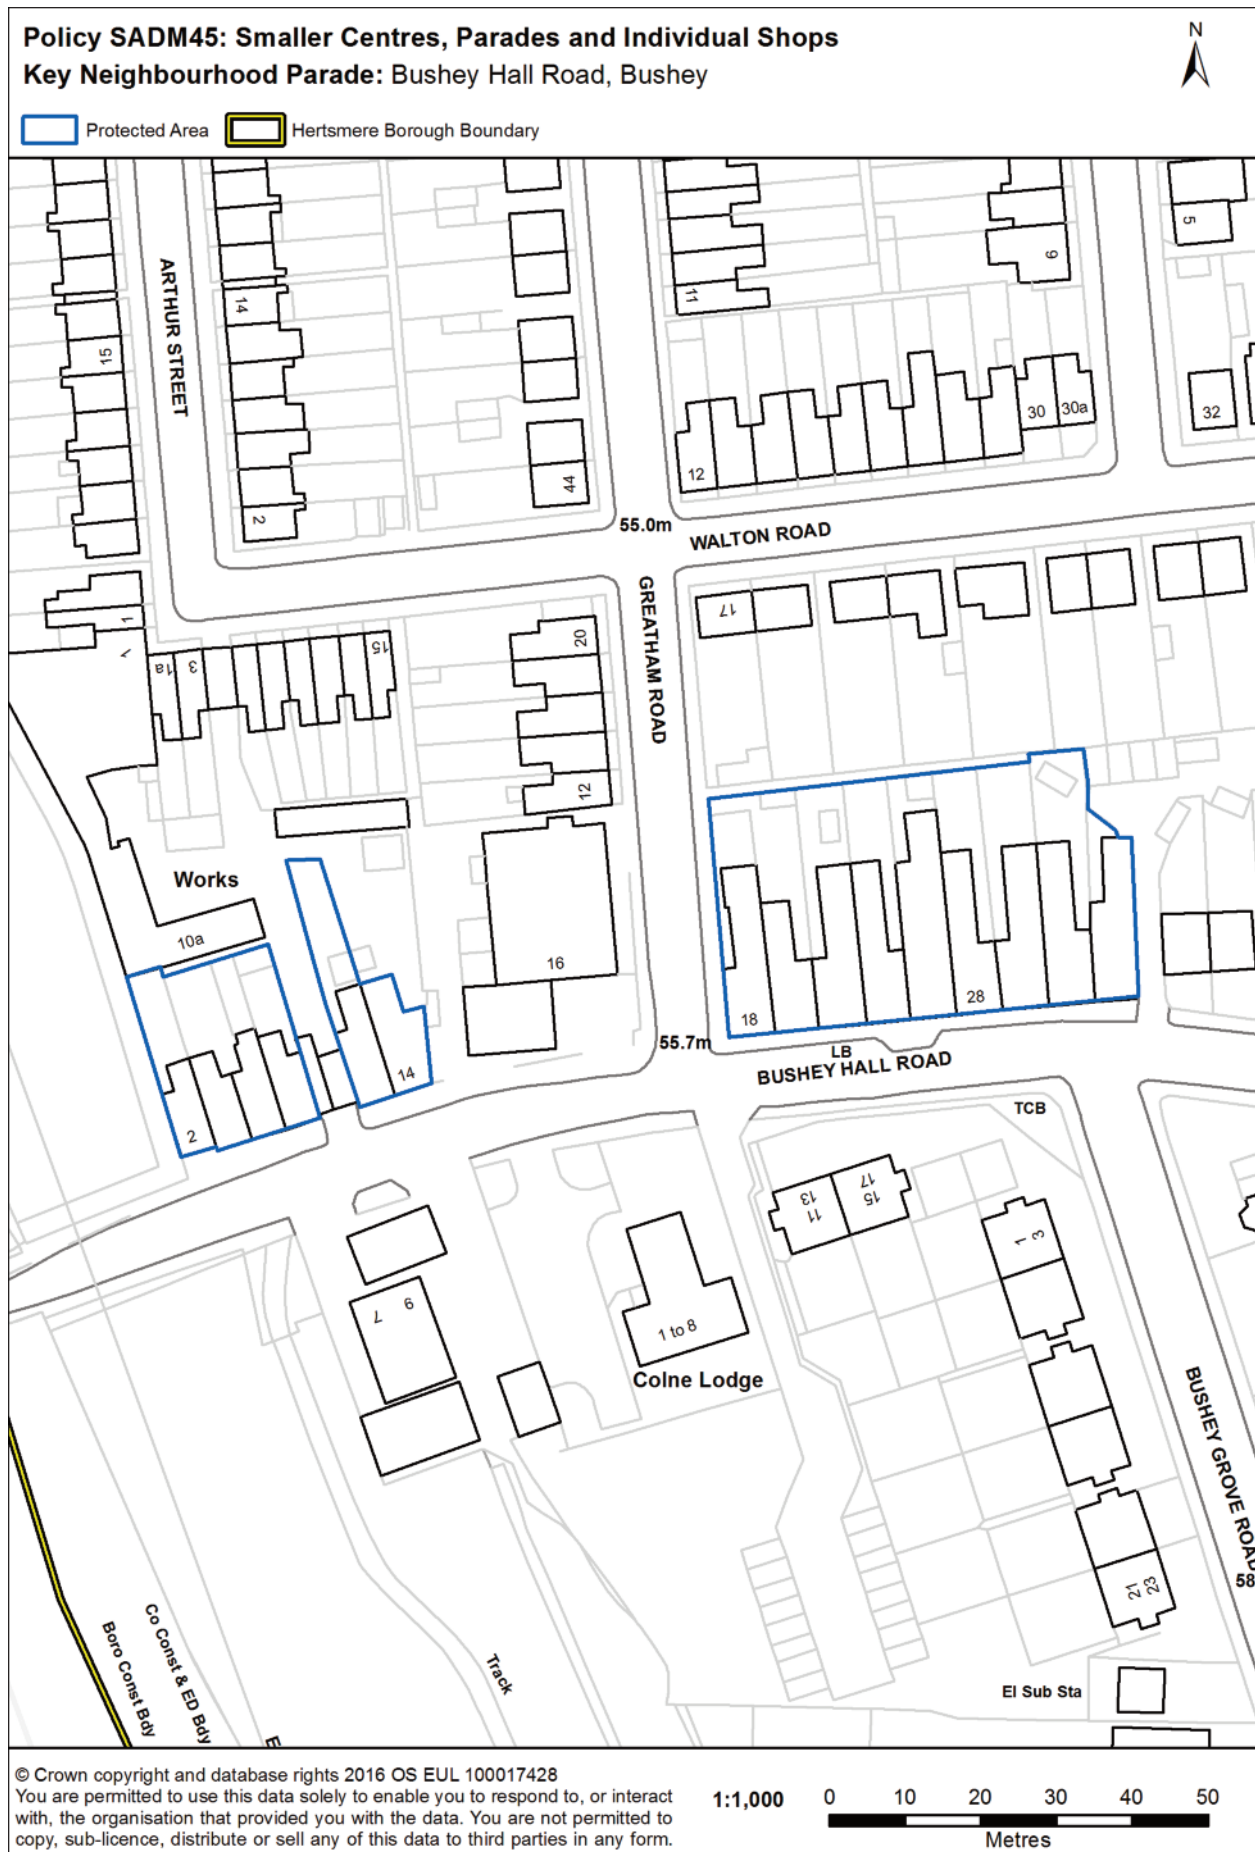 Policy SADM45: Smaller Centres, Parades and Individual Shops
Key Neighbourhood Parade: Bushey Hall Road, Bushey
N
Protected Area
Hertsmere Borough Boundary
ARTHUR STREET
14
15
2
11
9
5
12
30
30a
32
44
55.0m
WALTON ROAD
GREATHAM ROAD
17
1
1a
3
15
20
12
Works
10a
16
18
28
14
2
55.7m
LB
BUSHEY HALL ROAD
TCB
13
11
17
15
1
3
7
9
1 to 8
Colne Lodge
BUSHEY GROVE ROAD
58
21
23
El Sub Sta
Track
Boro Const Bdy
Co Const & ED Bdy
© Crown copyright and database rights 2016 OS EUL 100017428
You are permitted to use this data solely to enable you to respond to, or interact
with, the organisation that provided you with the data. You are not permitted to
copy, sub-licence, distribute or sell any of this data to third parties in any form.
1:1,000
0 10 20 30 40 50
Metres